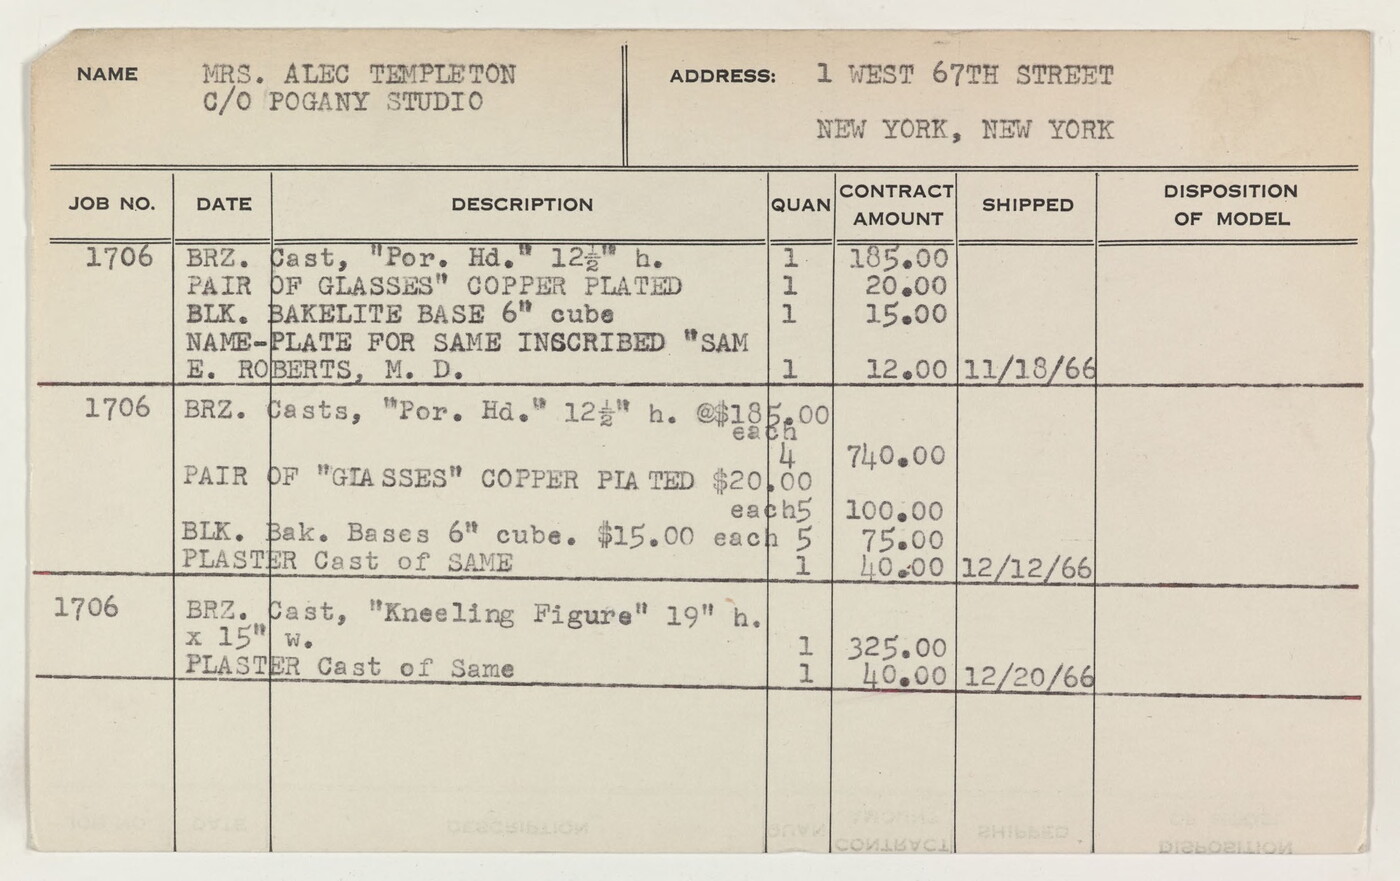 NAME MRS. ALEC TEMPLETON ADDRESS: 1 WEST 67TH STREET
C/O POGANY STUDIO
NEW YORK, NEW YORK
JOB NO. DATE DESCRIPTION QUAN CONTRACT AMOUNT SHIPPED DISPOSITION OF MODEL
1706 BRZ. Cast, "Por. Hd." 12½" h. 1 185.00
PAIR OF GLASSES" COPPER PLATED 1 20.00
BLK. BAKELITE BASE 6" cube 1 15.00
NAME-PLATE FOR SAME INSCRIBED "SAM
E. ROBERTS, M. D. 1 12.00 11/18/66
1706 BRZ. Casts, "Por. Hd." 12½" h. @$185.00
each
4 740.00
PAIR OF "GLASSES" COPPER PLATED $20.00
each 5 100.00
BLK. Bak. Bases 6" cube. $15.00 each 5 75.00
PLASTER Cast of SAME 1 40.00 12/12/66
1706 BRZ. Cast, "Kneeling Figure" 19" h.
x 15" w. 1 325.00
PLASTER Cast of Same 1 40.00 12/20/66